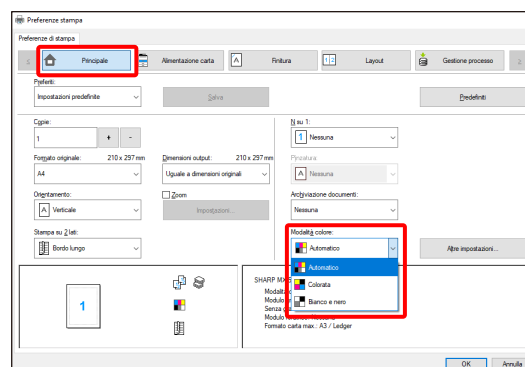 Preferenze stampa
Preferenze di stampa
Principale Alimentazione carta Finitura Layout Gestione processo
Preferiti:
Impostazioni predefinite Salva Predefiniti
Copie: N su 1:
1 + - 1 Nessuna
Formato originale: 210 x 297 mm Dimensioni output: 210 x 297 mm Pinzatura:
A4 Uguale a dimensioni originali A Nessuna
Orientamento: Zoom Archiviazione documenti:
A Verticale Impostazioni... Nessuna
Stampa su 2 lati: Modalità colore:
Bordo lungo Automatico Altre impostazioni...
Automatico
Colorata
Bianco e nero
1
SHARP
Modulo
Senza
Modulo
Formato carta max.: A3 / Ledger
OK Annulla